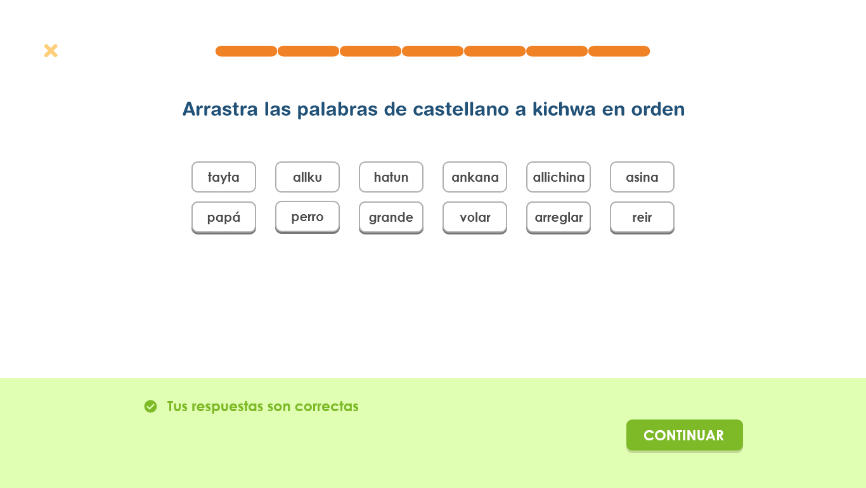 Arrastra las palabras de castellano a kichwa en orden
tayta allku hatun ankana allichina asina
papá perro grande volar arreglar reir
Tus respuestas son correctas
CONTINUAR